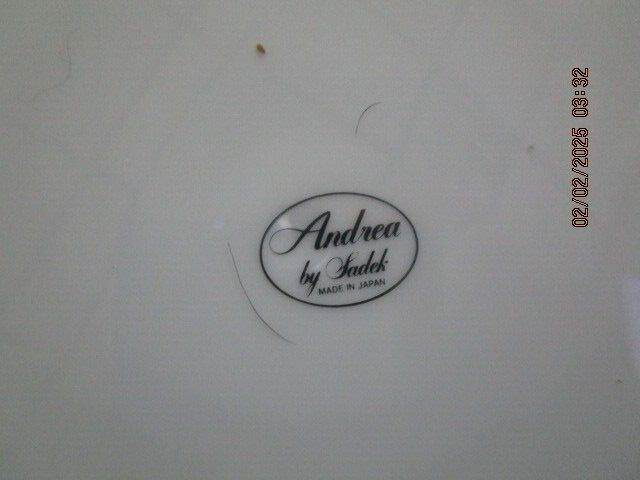 Andrea
by Sadek
MADE IN JAPAN
02/02/2025 03:32